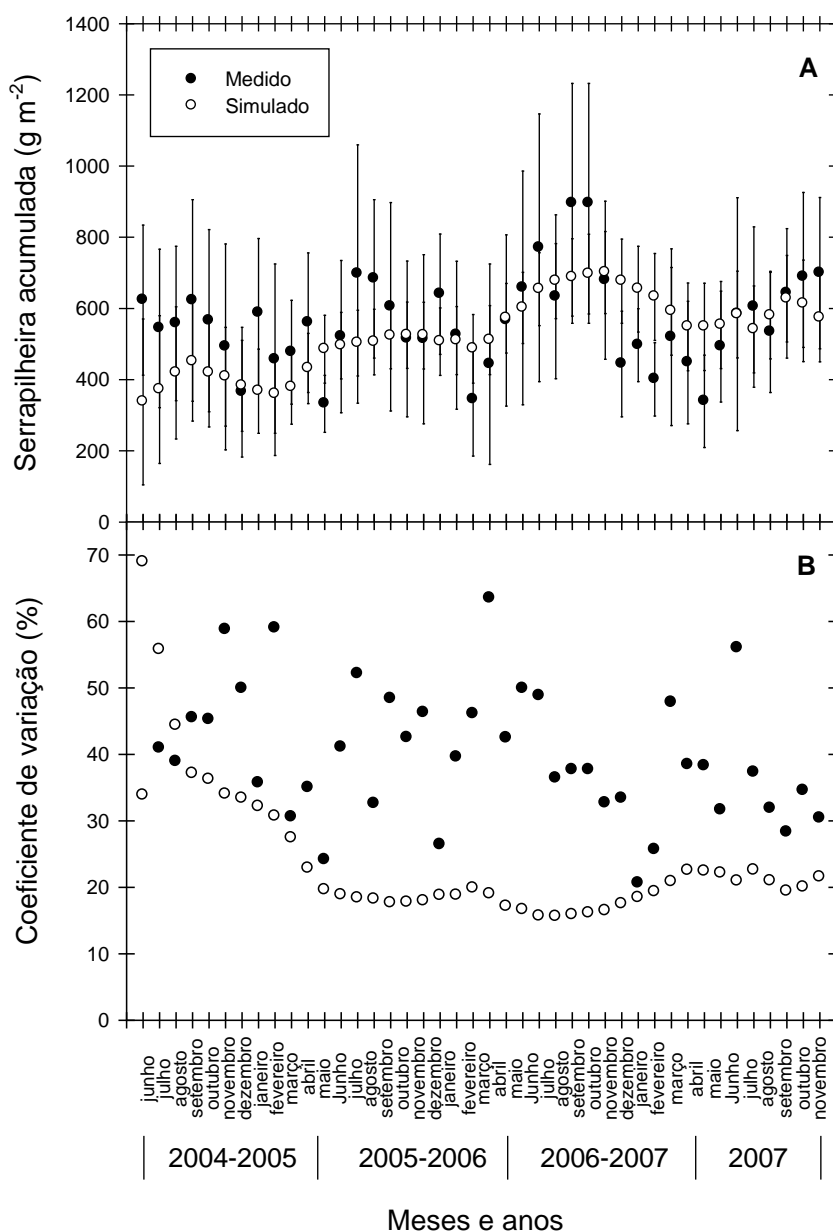 1400
1200
1000
800
600
400
200
0
Serrapilheira acumulada (g m-2)
Medido
Simulado
A
70
60
50
40
30
20
10
0
Coeficiente de variação (%)
B
junho
julho
agosto
setembro
outubro
novembro
dezembro
janeiro
fevereiro
março
abril
maio
Junho
julho
agosto
setembro
outubro
novembro
dezembro
janeiro
fevereiro
março
abril
maio
Junho
julho
agosto
setembro
outubro
novembro
dezembro
janeiro
fevereiro
março
abril
maio
Junho
julho
agosto
setembro
outubro
novembro
2004-2005
2005-2006
2006-2007
2007
Meses e anos